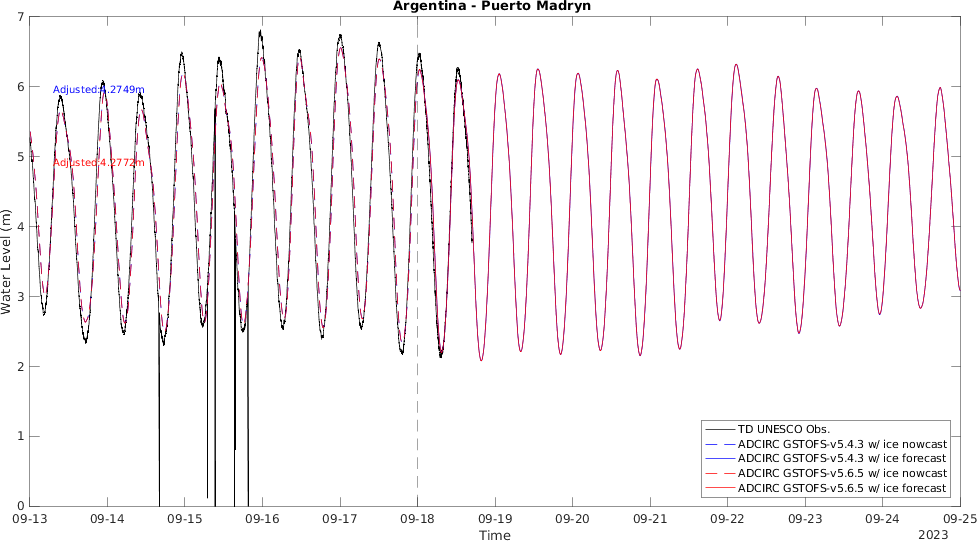 Argentina - Puerto Madryn
7
6
5
4
3
2
1
0
Water Level (m)
Adjusted:4.2749m
Adjusted:4.2772m
TD UNESCO Obs.
ADCIRC GSTOFS-v5.4.3 w/ ice nowcast
ADCIRC GSTOFS-v5.4.3 w/ ice forecast
ADCIRC GSTOFS-v5.6.5 w/ ice nowcast
ADCIRC GSTOFS-v5.6.5 w/ ice forecast
09-13 09-14 09-15 09-16 09-17 09-18 09-19 09-20 09-21 09-22 09-23 09-24 09-25
Time
2023